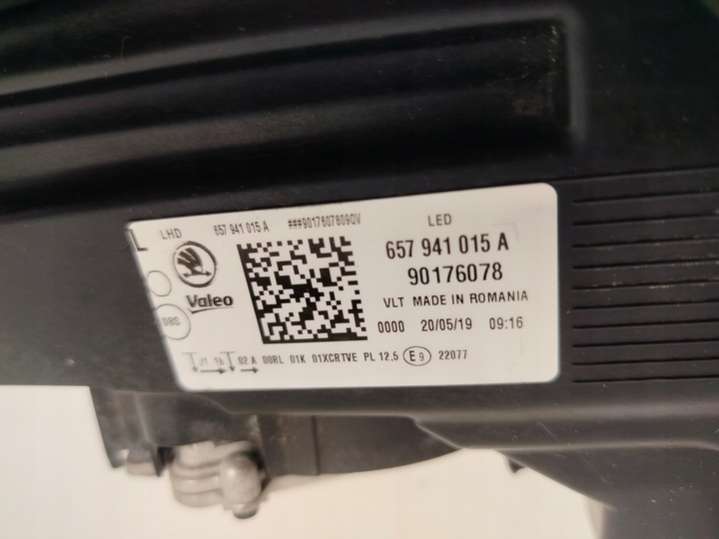 L LHD 657 941 015 A ###90176078090V LED
657 941 015 A
90176078
Valeo
VLT MADE IN ROMANIA
0000 20/05/19 09:16
02 A 00RL 01K 01XCRTVE PL 12,5 E9 22077